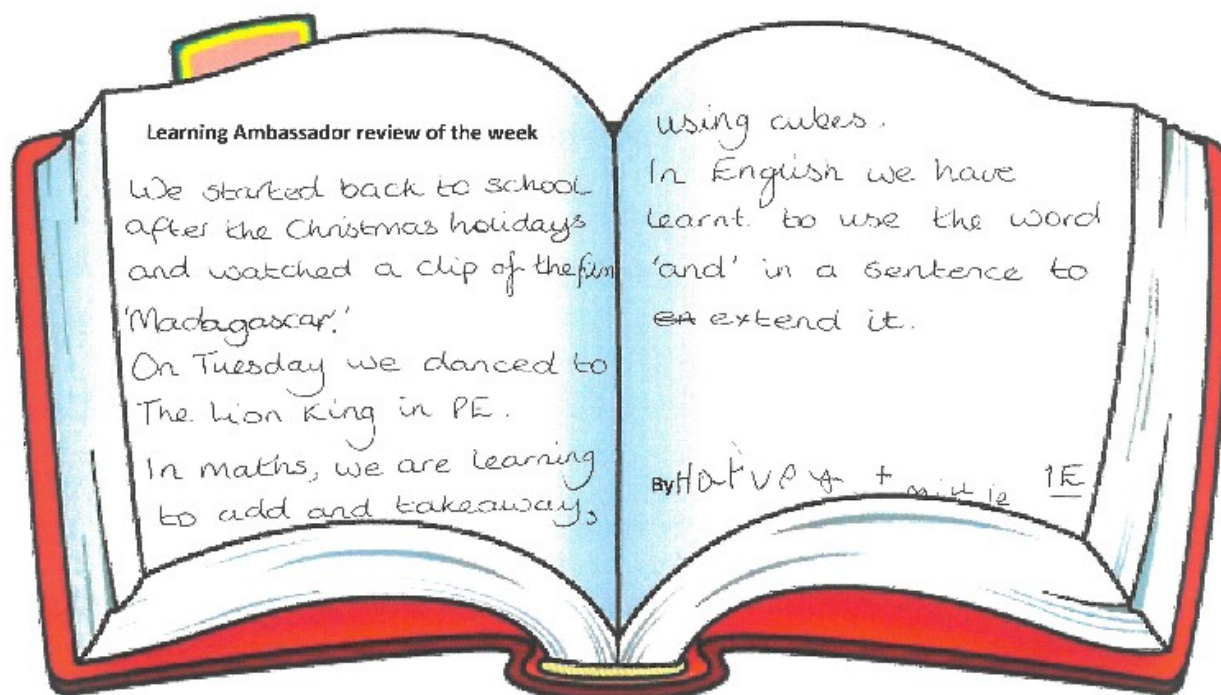 Learning Ambassador review of the week
We started back to school
after the Christmas holidays
and watched a clip of the film
'Madagascar.'
On Tuesday we danced to
The Lion King in PE.
In maths, we are learning
to add and takeaway,
using cubes.
In English we have
learnt. to use the word
'and' in a sentence to
extend it.
By Harvey + 1E